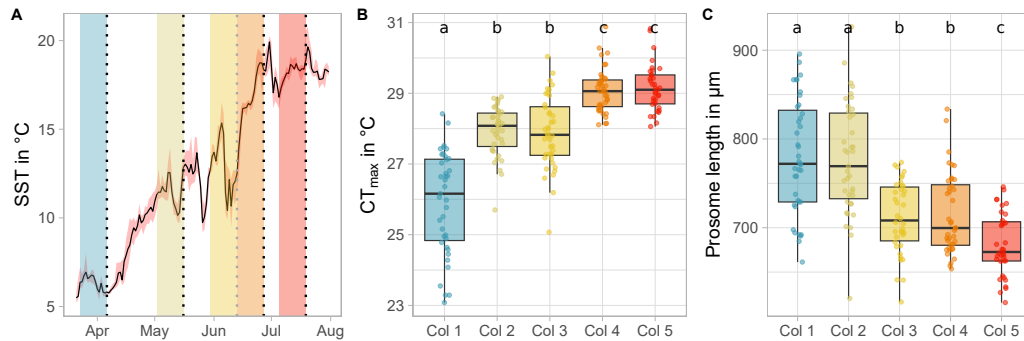 A
SST in °C
20
15
10
5
Apr May Jun Jul Aug
B
CTmax in °C
31
29
27
25
23
a b b c c
Col 1 Col 2 Col 3 Col 4 Col 5
C
Prosome length in µm
900
800
700
a a b b c
Col 1 Col 2 Col 3 Col 4 Col 5